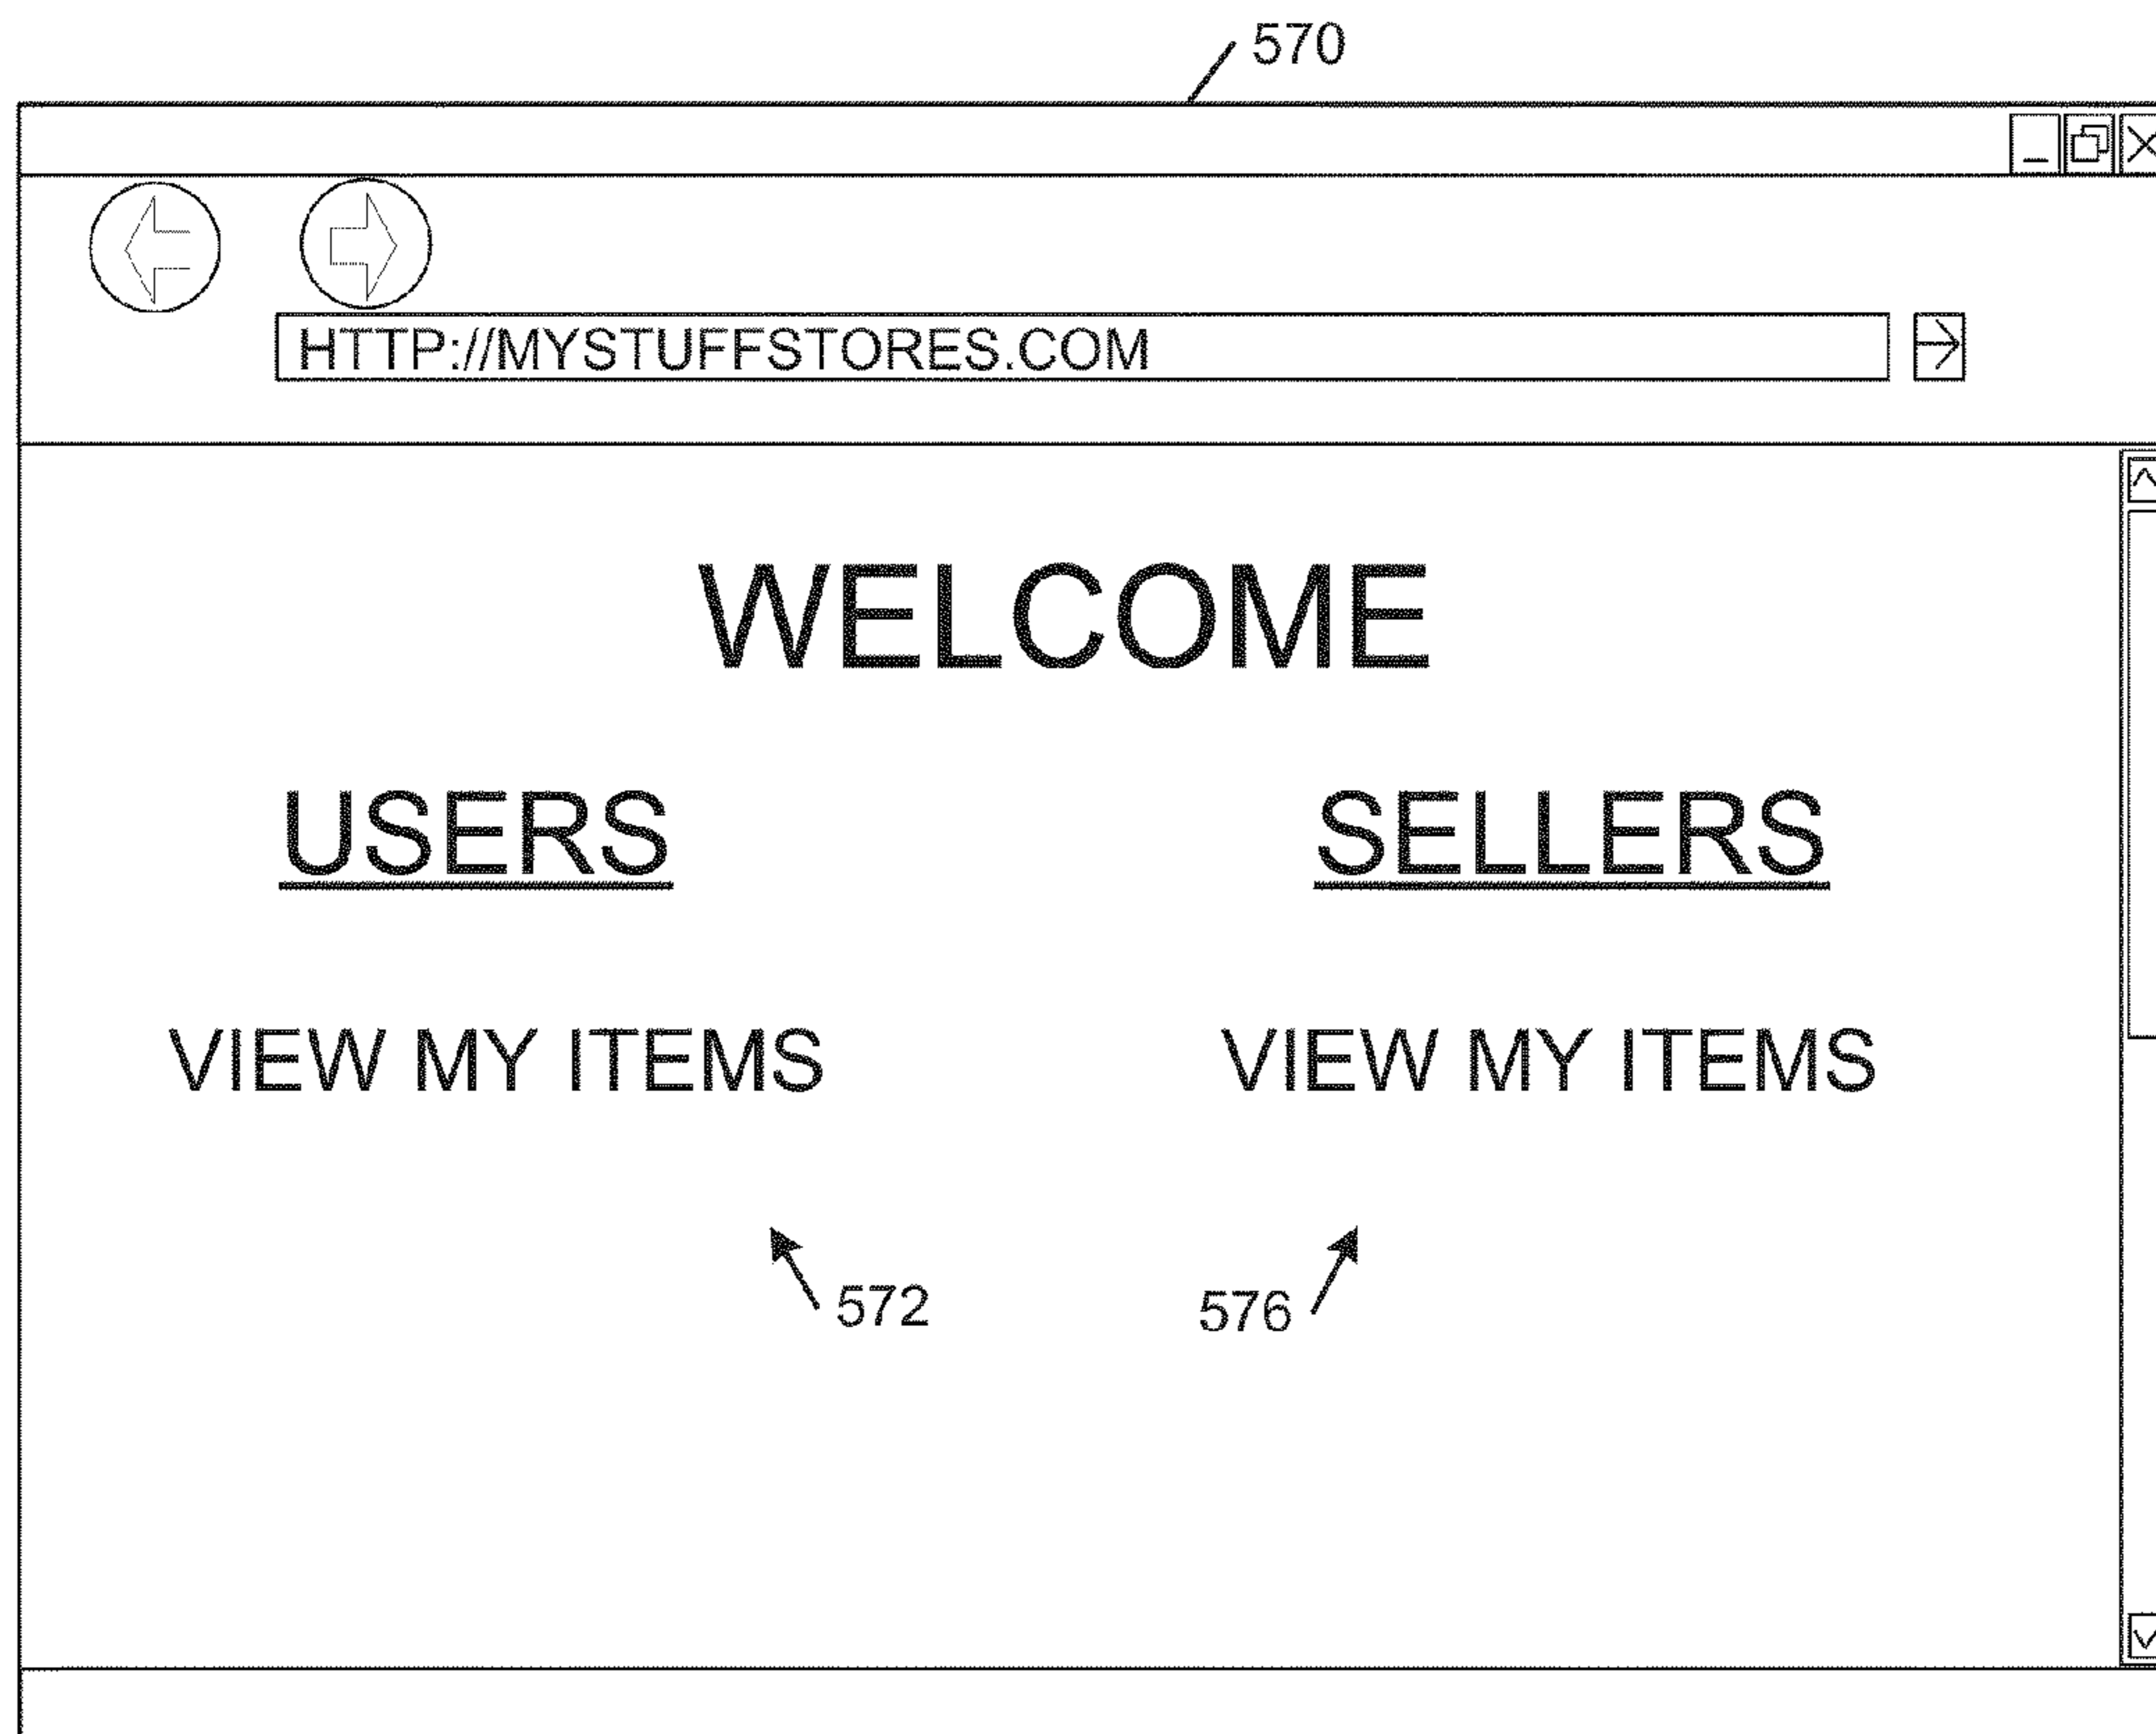 570
HTTP://MYSTUFFSTORES.COM
WELCOME
USERS
SELLERS
VIEW MY ITEMS
VIEW MY ITEMS
572
576